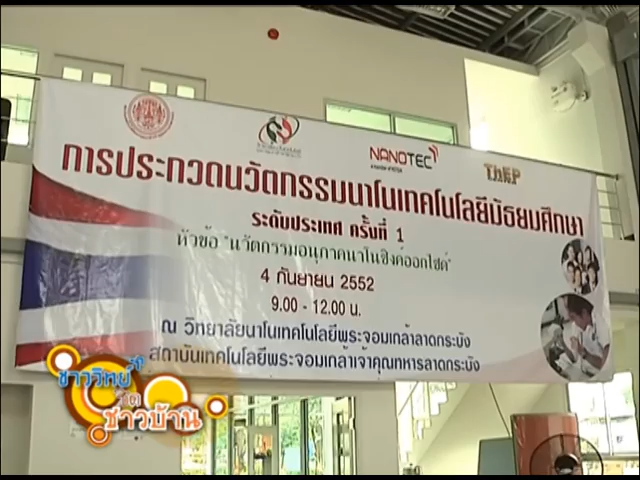 NANOTEC
ThEP
การประกวดนวัตกรรมนาโนเทคโนโลยีมัธยมศึกษา
ระดับประเทศ ครั้งที่ 1
หัวข้อ "นวัตกรรมอนุภาคนาโนซิงค์ออกไซด์"
4 กันยายน 2552
9.00 - 12.00 น.
ณ วิทยาลัยนาโนเทคโนโลยีพระจอมเกล้าลาดกระบัง
สถาบันเทคโนโลยีพระจอมเกล้าเจ้าคุณทหารลาดกระบัง
ข่าววิทย์
ชาวบ้าน